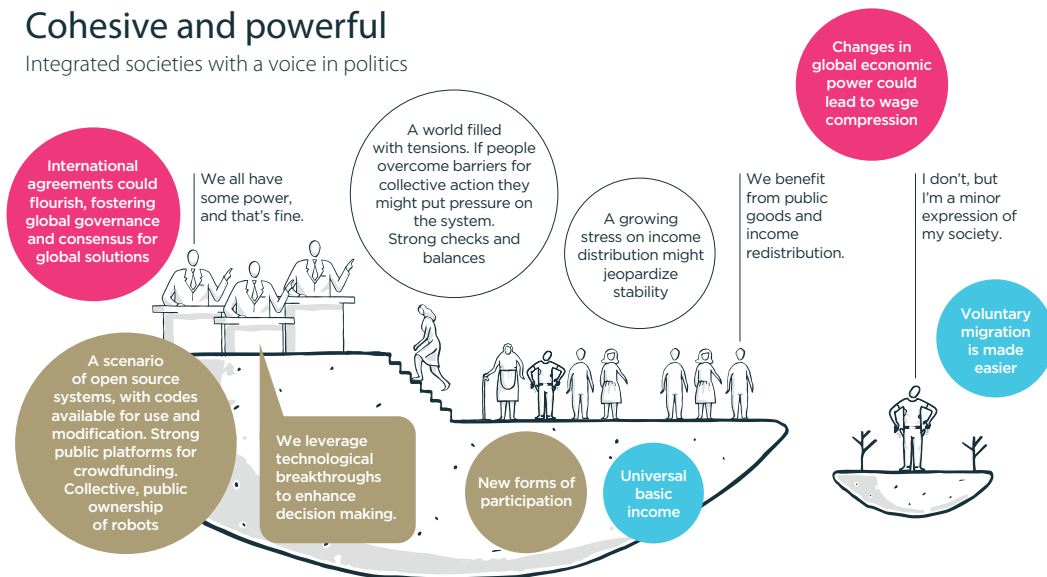 Cohesive and powerful
Integrated societies with a voice in politics
Changes in
global economic
power could
lead to wage
compression
International
agreements could
flourish, fostering
global governance
and consensus for
global solutions
We all have
some power,
and that's fine.
A world filled
with tensions. If people
overcome barriers for
collective action they
might put pressure on
the system.
Strong checks and
balances
A growing
stress on income
distribution might
jeopardize
stability
We benefit
from public
goods and
income
redistribution.
I don't, but
I'm a minor
expression of
my society.
Voluntary
migration
is made
easier
A scenario
of open source
systems, with codes
available for use and
modification. Strong
public platforms for
crowdfunding.
Collective, public
ownership
of robots
We leverage
technological
breakthroughs
to enhance
decision making.
New forms of
participation
Universal
basic
income